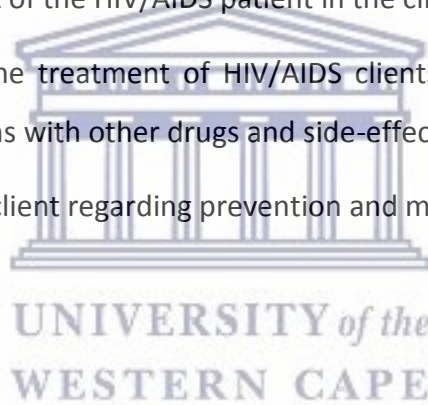 of the HIV/AIDS patient in the cli
he treatment of HIV/AIDS clients
ns with other drugs and side-effec
client regarding prevention and m
UNIVERSITY of the
WESTERN CAPE